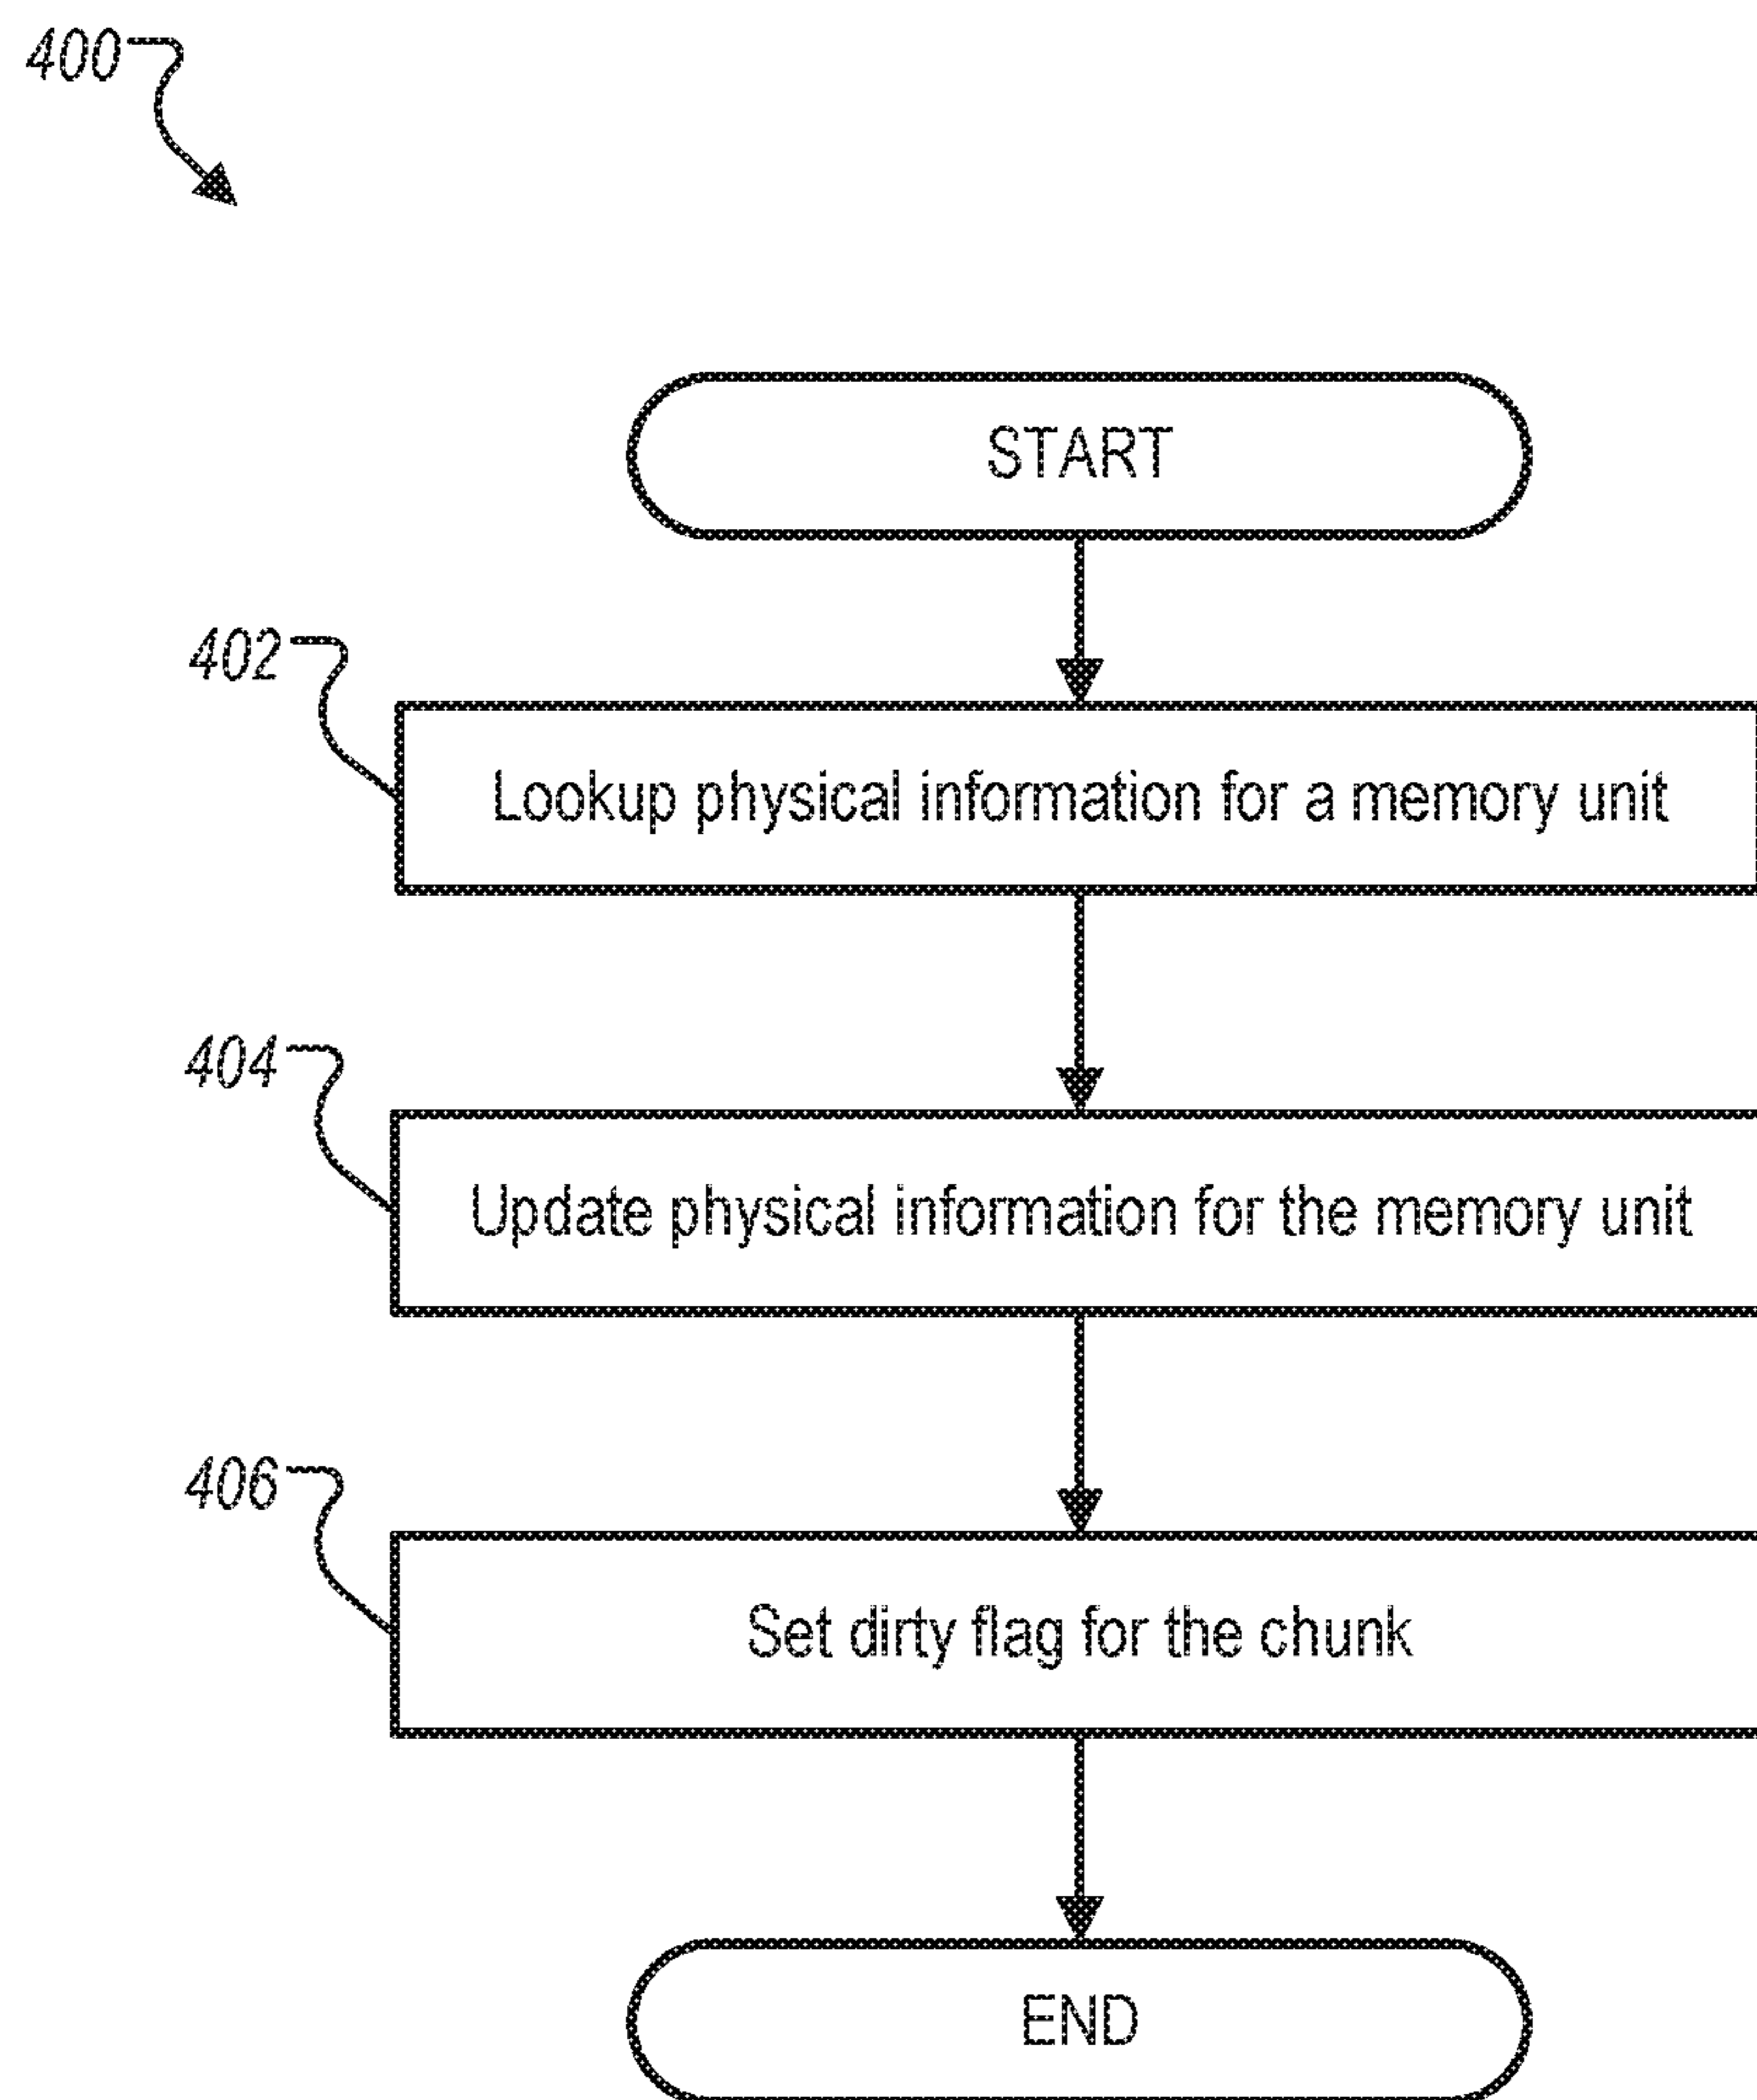 400
START
402
Lookup physical information for a memory unit
404
Update physical information for the memory unit
406
Set dirty flag for the chunk
END